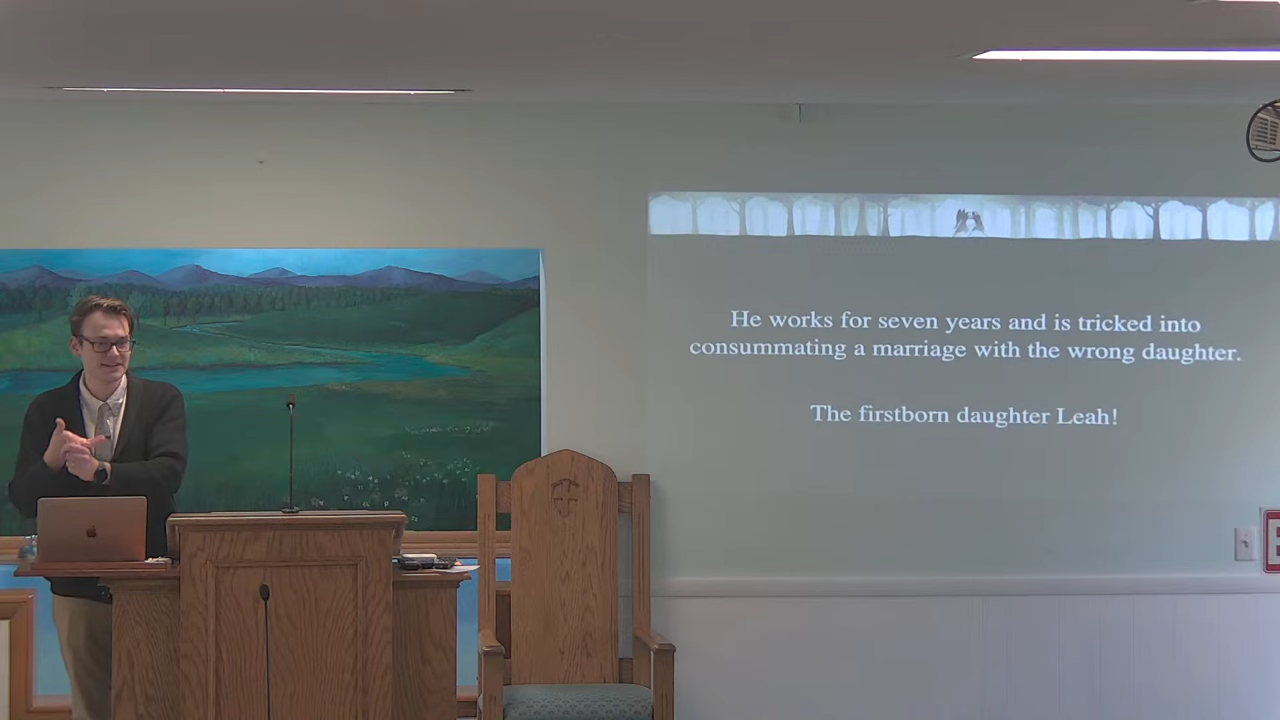 He works for seven years and is tricked into
consummating a marriage with the wrong daughter.
The firstborn daughter Leah!